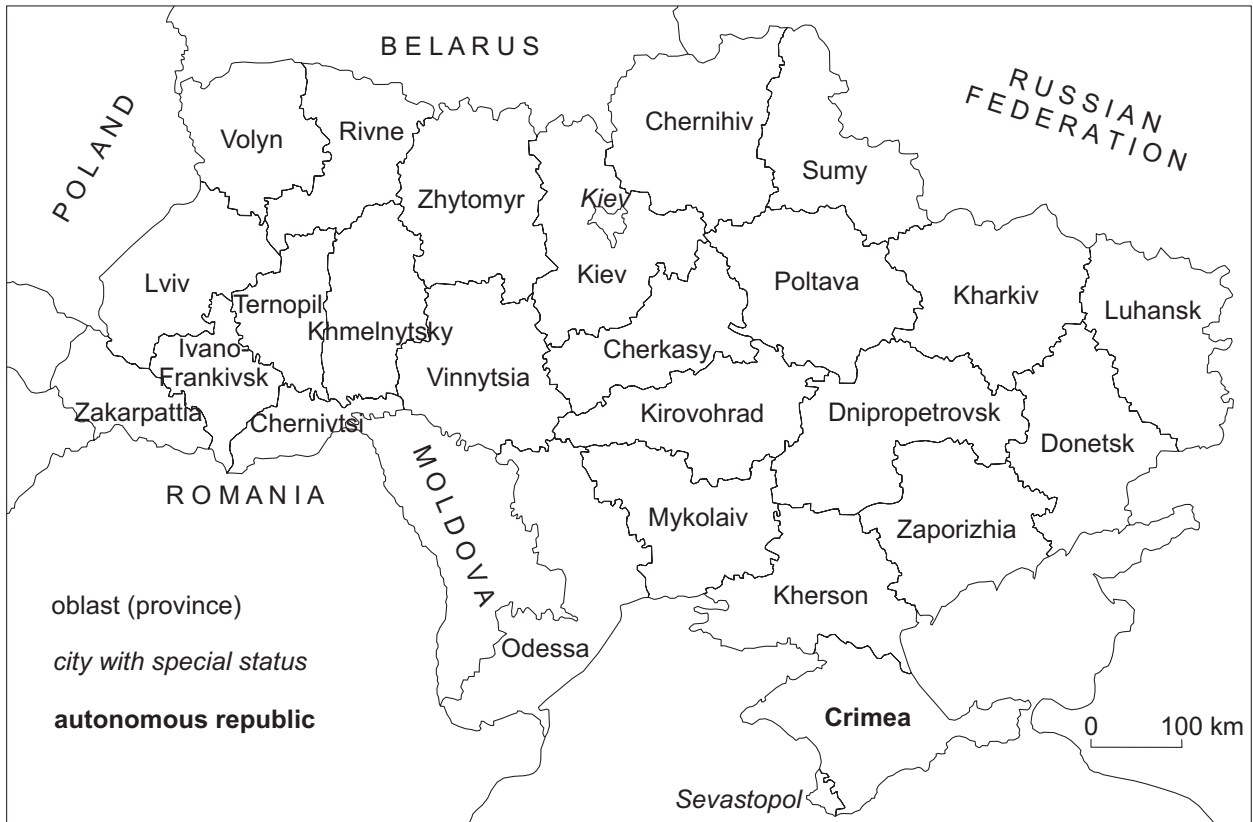 BELARUS
RUSSIAN
FEDERATION
POLAND
Volyn
Rivne
Chernihiv
Sumy
Zhytomyr
Kiev
Kiev
Lviv
Ternopil
Poltava
Kharkiv
Luhansk
Khmelnytsky
Ivano-
Frankivsk
Cherkasy
Vinnytsia
Zakarpattia
Chernivtsi
Kirovohrad
Dnipropetrovsk
Donetsk
ROMANIA
MOLDOVA
Mykolaiv
Zaporizhia
Kherson
Odessa
oblast (province)
city with special status
autonomous republic
Crimea
0 100 km
Sevastopol